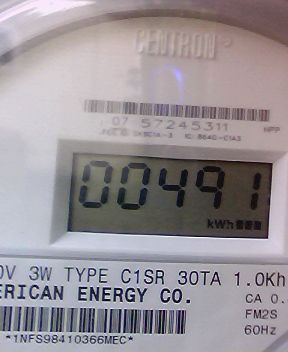 CENTRON
07 57245311
00491
kWh
0V 3W TYPE C1SR 30TA 1.0Kh
ERICAN ENERGY CO. CA 0.
FM2S
60Hz
*1NFS98410366MEC*